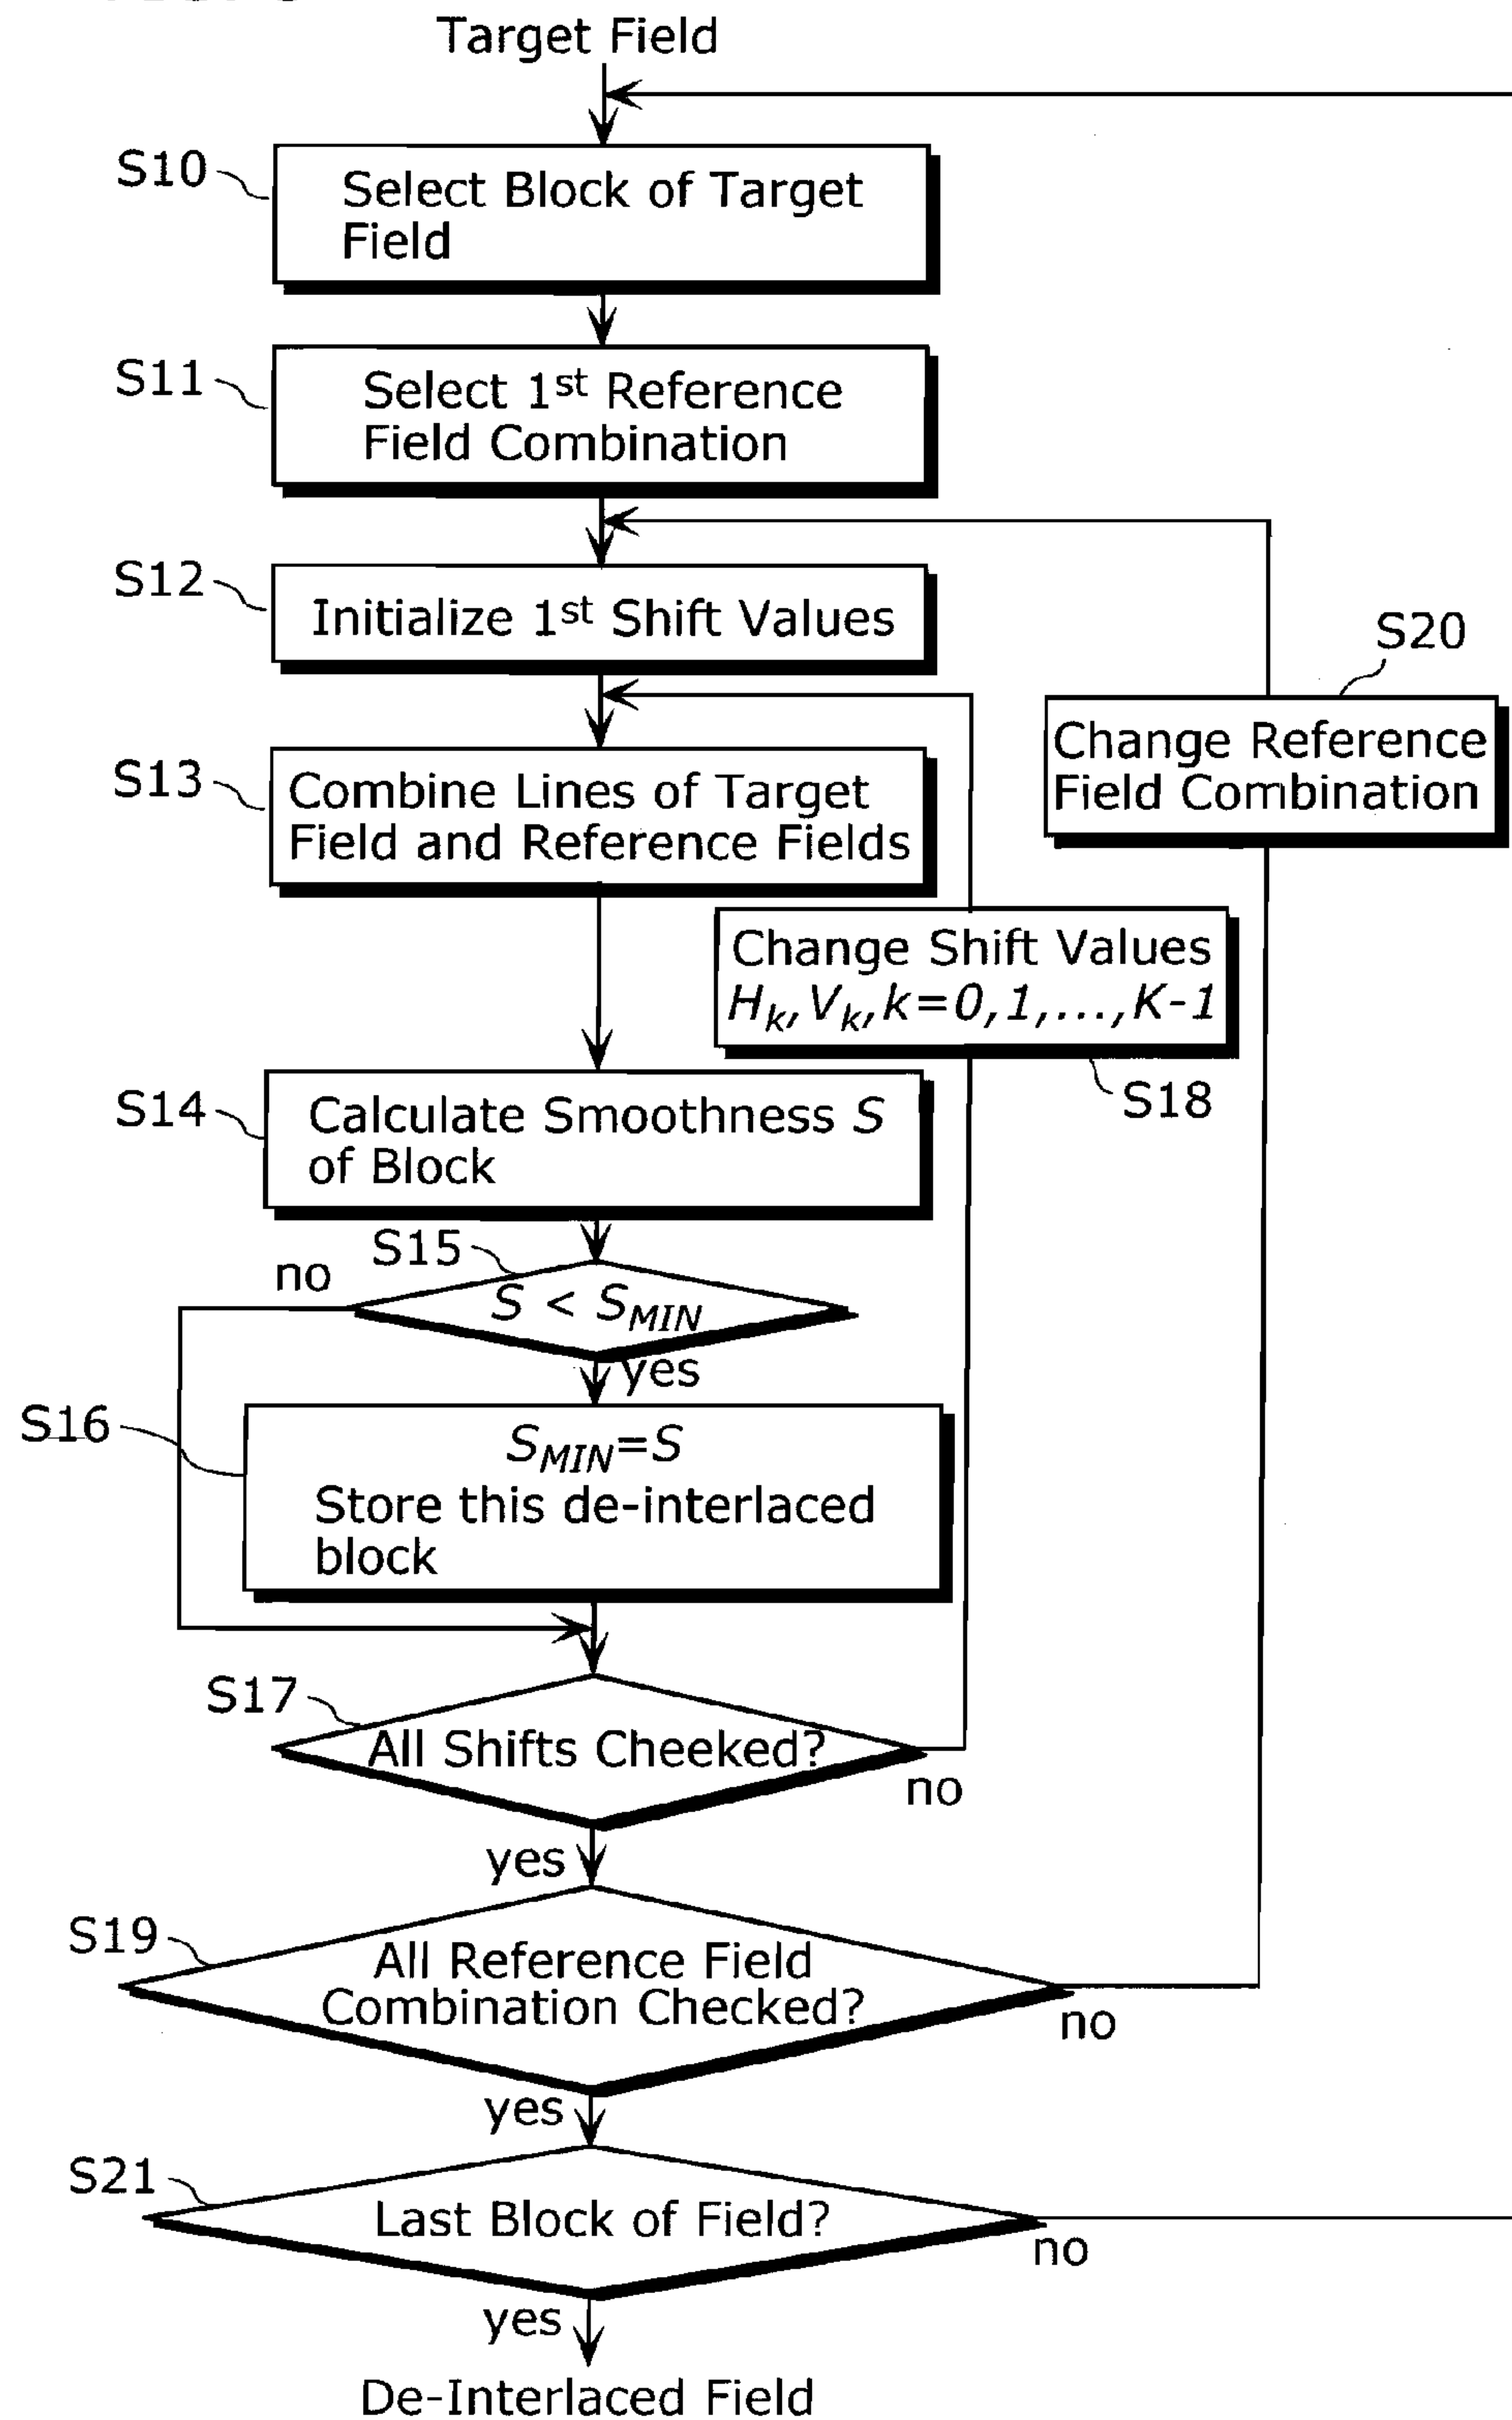 Target Field
S10
Select Block of Target
Field
S11
Select 1st Reference
Field Combination
S12
Initialize 1st Shift Values
S20
Change Reference
Field Combination
S13
Combine Lines of Target
Field and Reference Fields
Change Shift Values
Hk, Vk, k=0,1,...,K-1
S18
S14
Calculate Smoothness S
of Block
S15
no
S < SMIN
yes
S16
SMIN=S
Store this de-interlaced
block
S17
All Shifts Cheeked?
no
yes
S19
All Reference Field
Combination Checked?
no
yes
S21
Last Block of Field?
no
yes
De-Interlaced Field